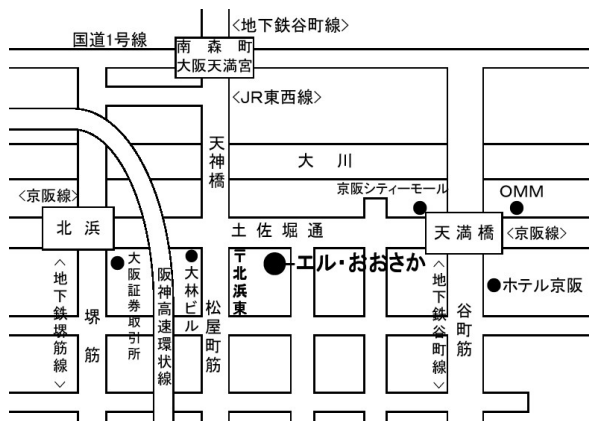 <地下鉄谷町線>
国道1号線
南森町
大阪天満宮
<JR東西線>
天神橋
大川
<京阪線>
京阪シティーモール
OMM
北浜
土佐堀通
天満橋
<京阪線>
<地下鉄堺筋線>
堺筋
大阪証券取引所
阪神高速環状線
大林ビル
松屋町筋
〒北浜東
エル・おおさか
<地下鉄谷町線>
谷町筋
ホテル京阪